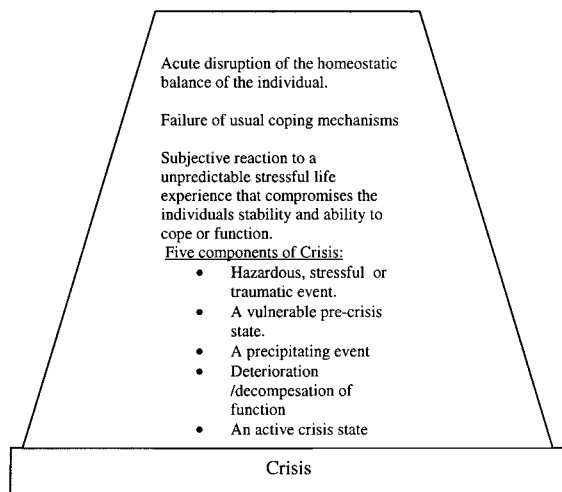 Acute disruption of the homeostatic
balance of the individual.
Failure of usual coping mechanisms
Subjective reaction to a
unpredictable stressful life
experience that compromises the
individuals stability and ability to
cope or function.
Five components of Crisis:
• Hazardous, stressful or
traumatic event.
• A vulnerable pre-crisis
state.
• A precipitating event
• Deterioration
/decompesation of
function
• An active crisis state
Crisis